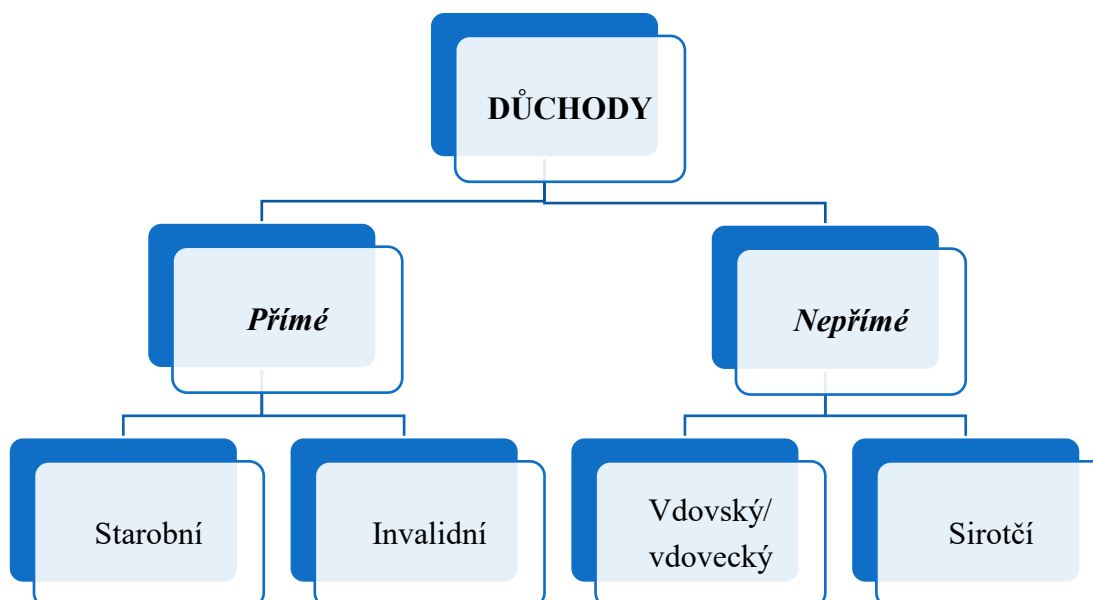 DŮCHODY
Přímé
Nepřímé
Starobní
Invalidní
Vdovský/
vdovecký
Sirotčí